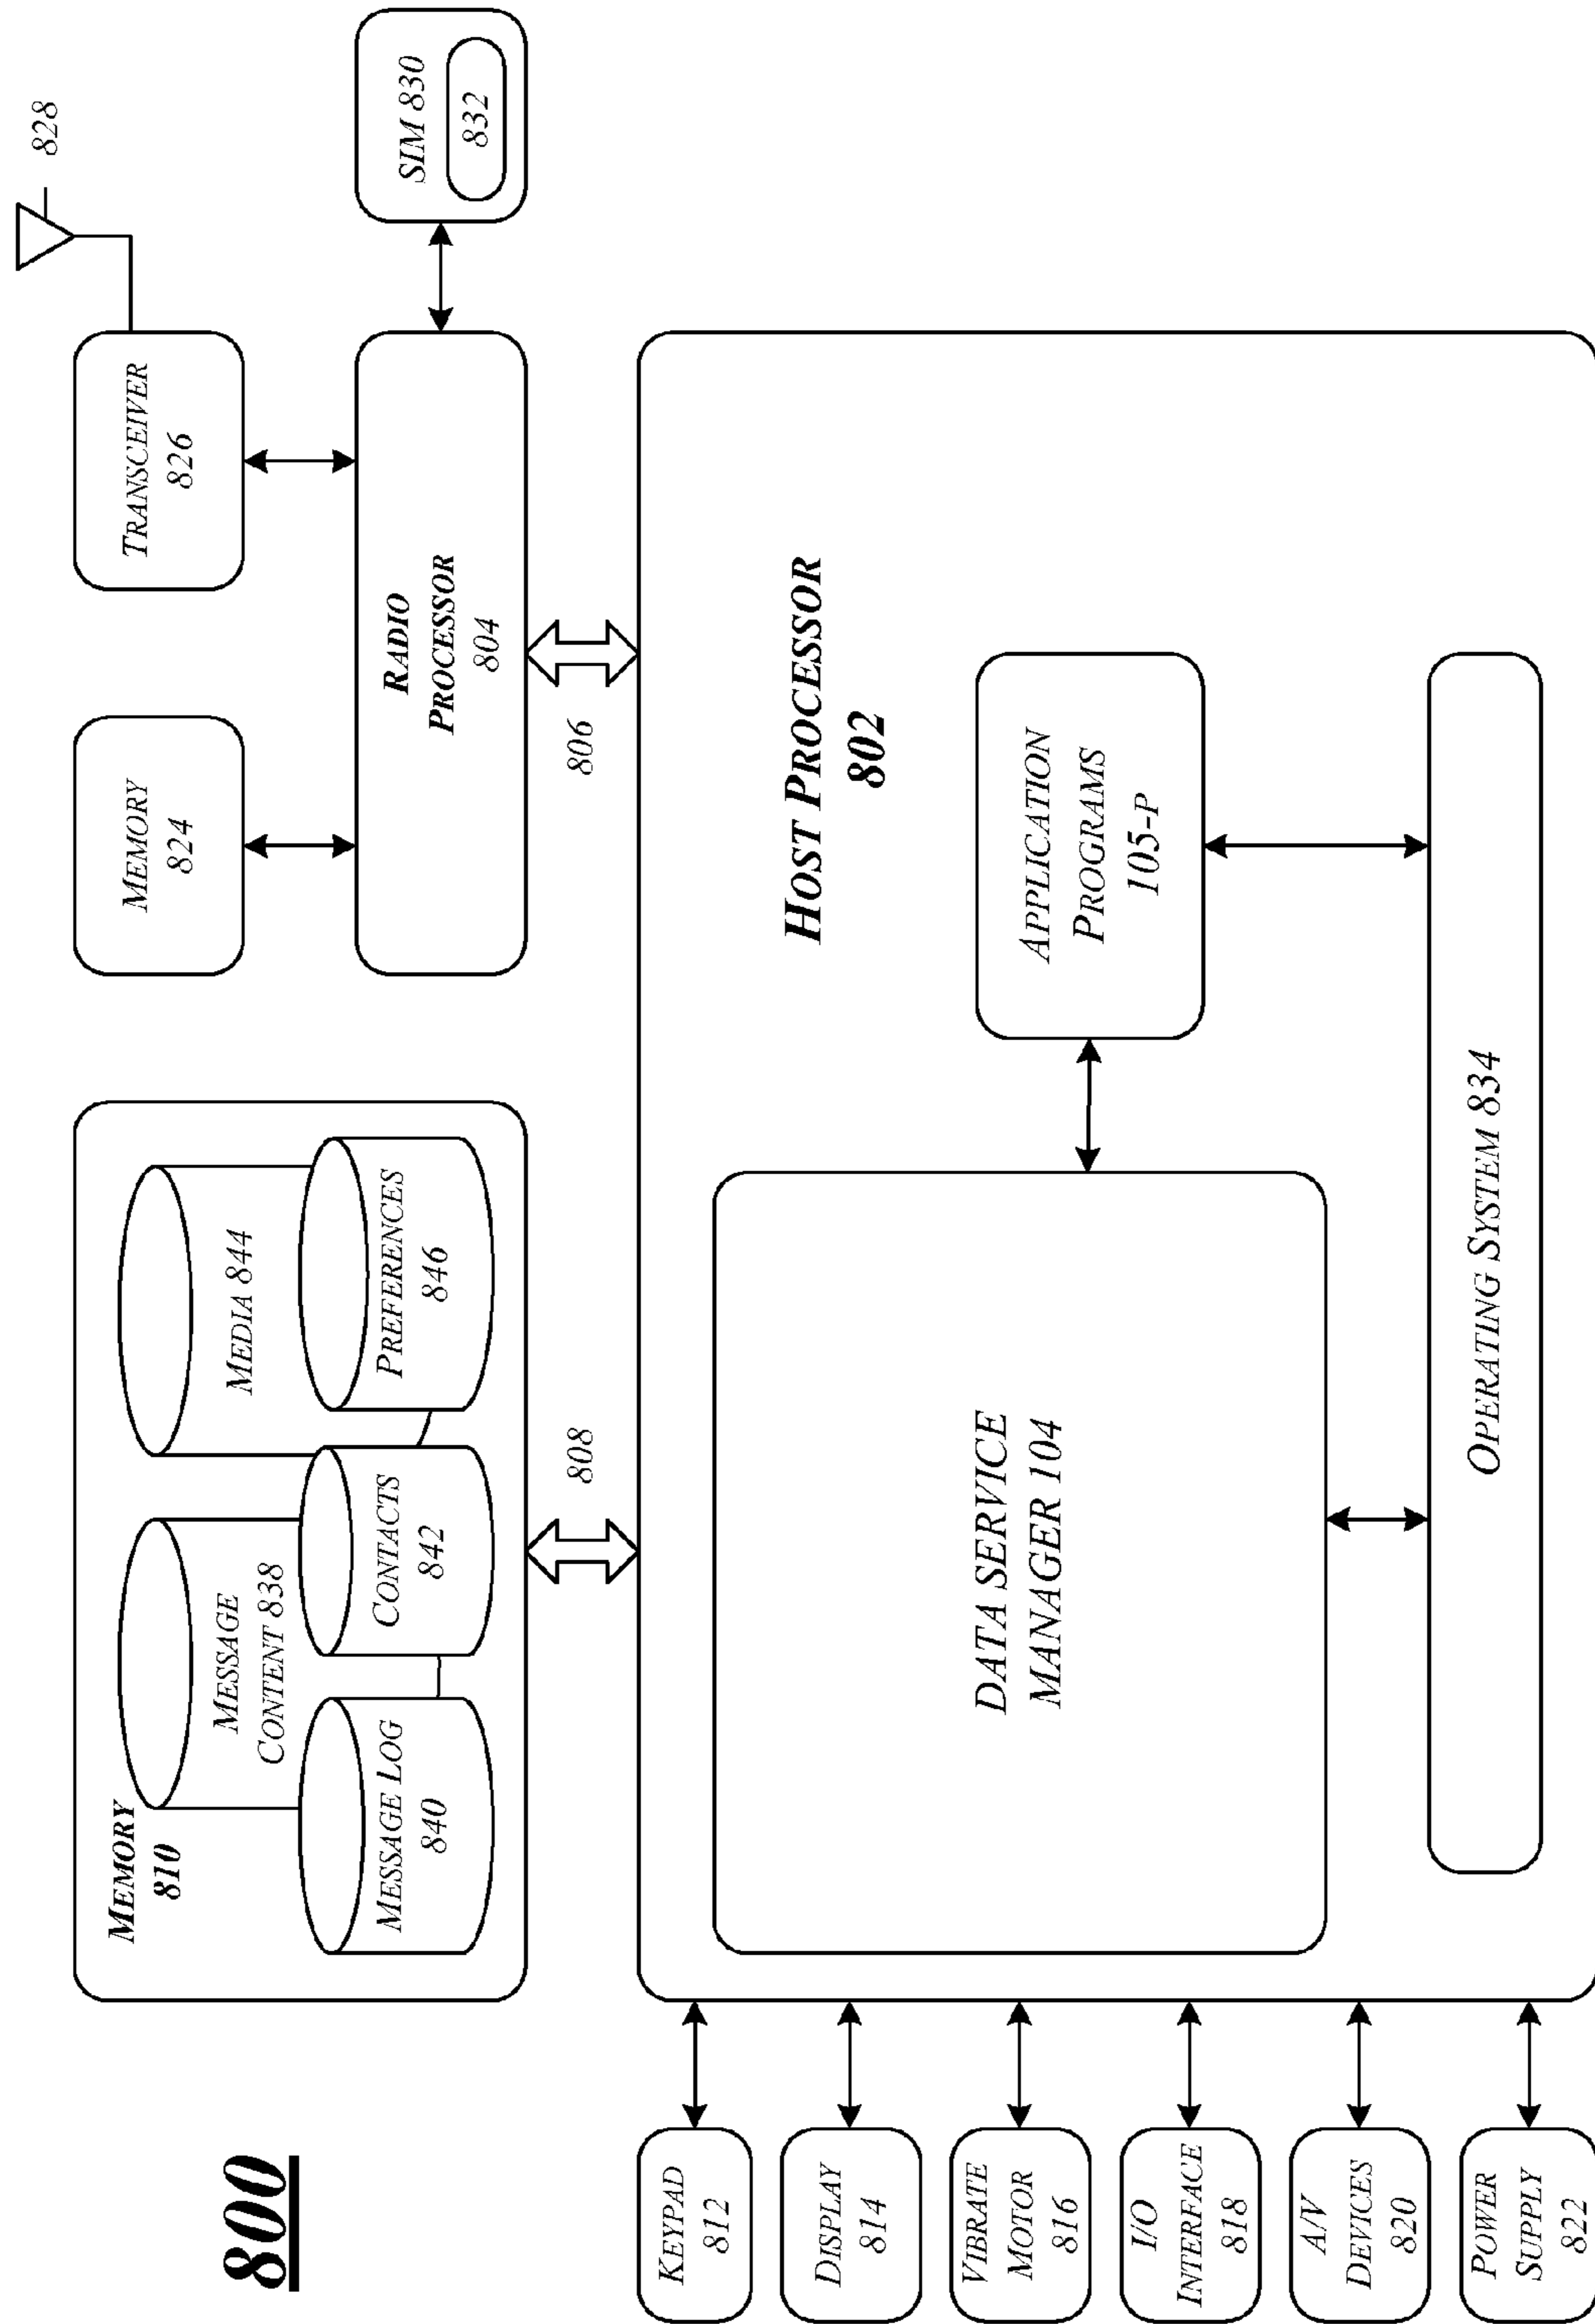 800
MEMORY
810
MESSAGE
CONTENT 838
MEDIA 844
MESSAGE LOG
840
CONTACTS
842
PREFERENCES
846
MEMORY
824
TRANSCEIVER
826
828
RADIO
PROCESSOR
804
SIM 830
832
808
806
KEYPAD
812
DISPLAY
814
VIBRATE
MOTOR
816
I/O
INTERFACE
818
A/V
DEVICES
820
POWER
SUPPLY
822
HOST PROCESSOR
802
DATA SERVICE
MANAGER 104
APPLICATION
PROGRAMS
105-P
OPERATING SYSTEM 834